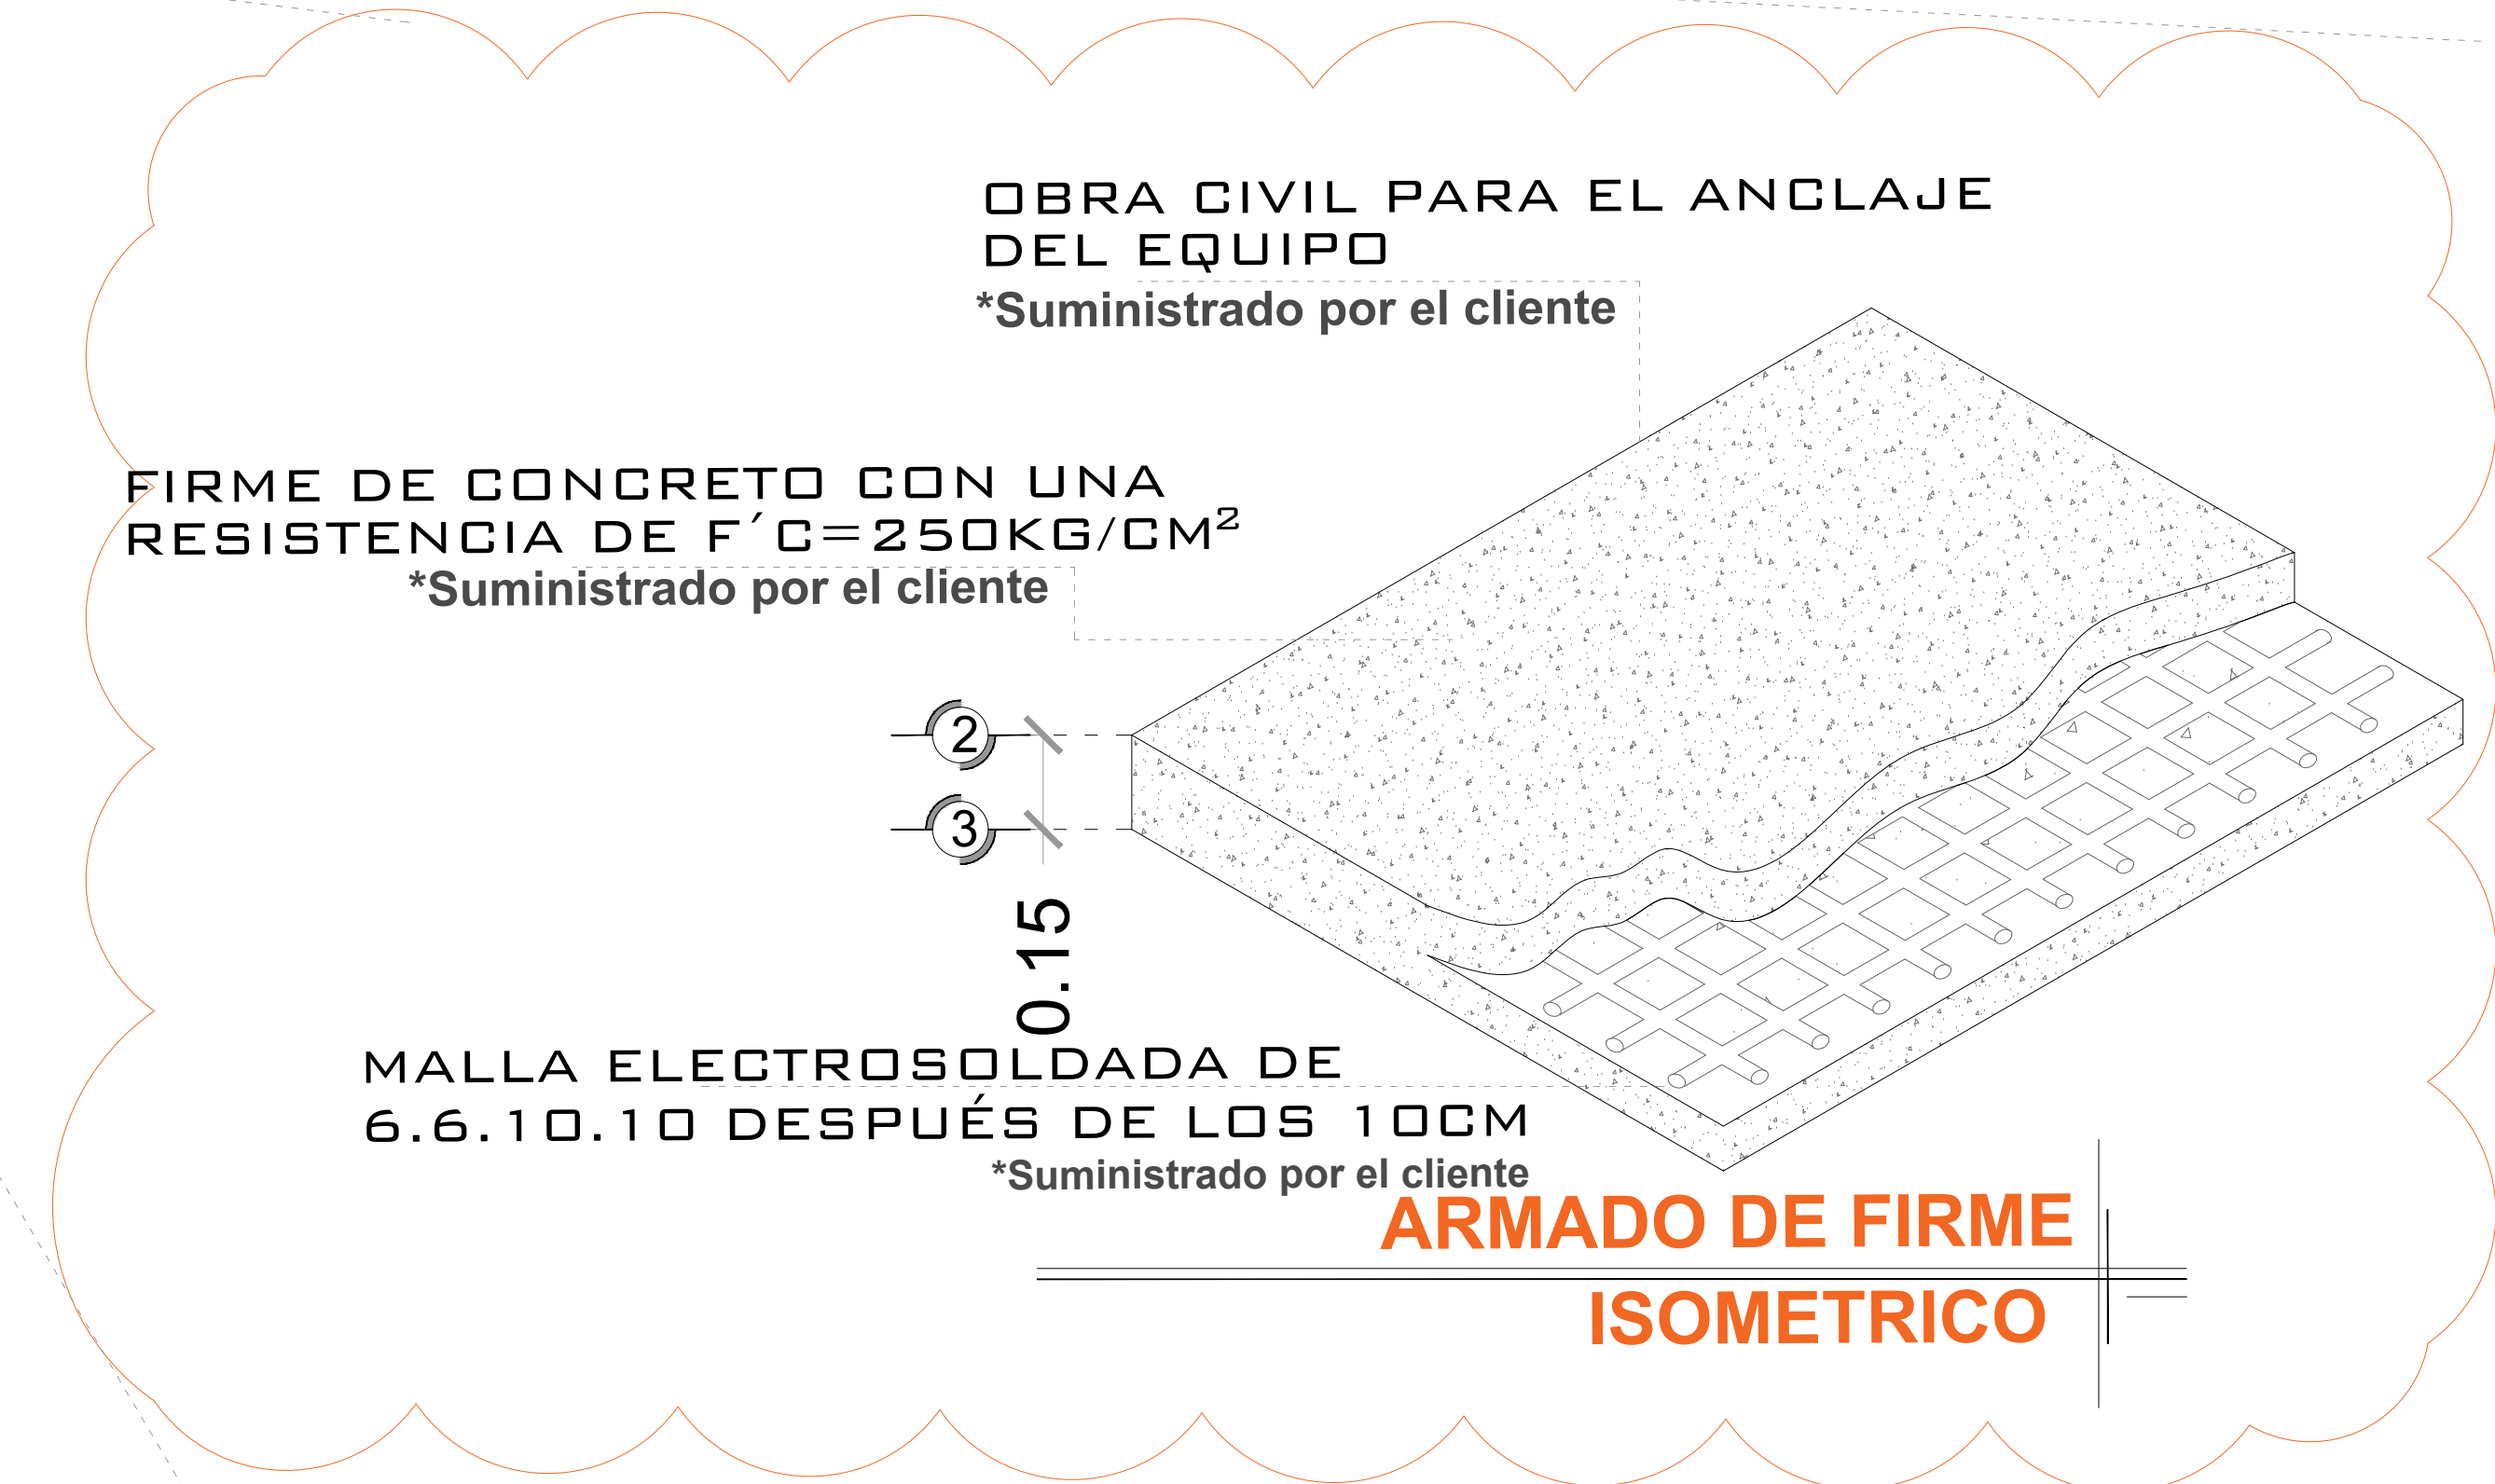 OBRA CIVIL PARA EL ANCLAJE
DEL EQUIPO
*Suministrado por el cliente
FIRME DE CONCRETO CON UNA
RESISTENCIA DE F´C=250KG/CM²
*Suministrado por el cliente
2
3
0.15
MALLA ELECTROSOLDADA DE
6.6.10.10 DESPUÉS DE LOS 10CM
*Suministrado por el cliente
ARMADO DE FIRME
ISOMETRICO